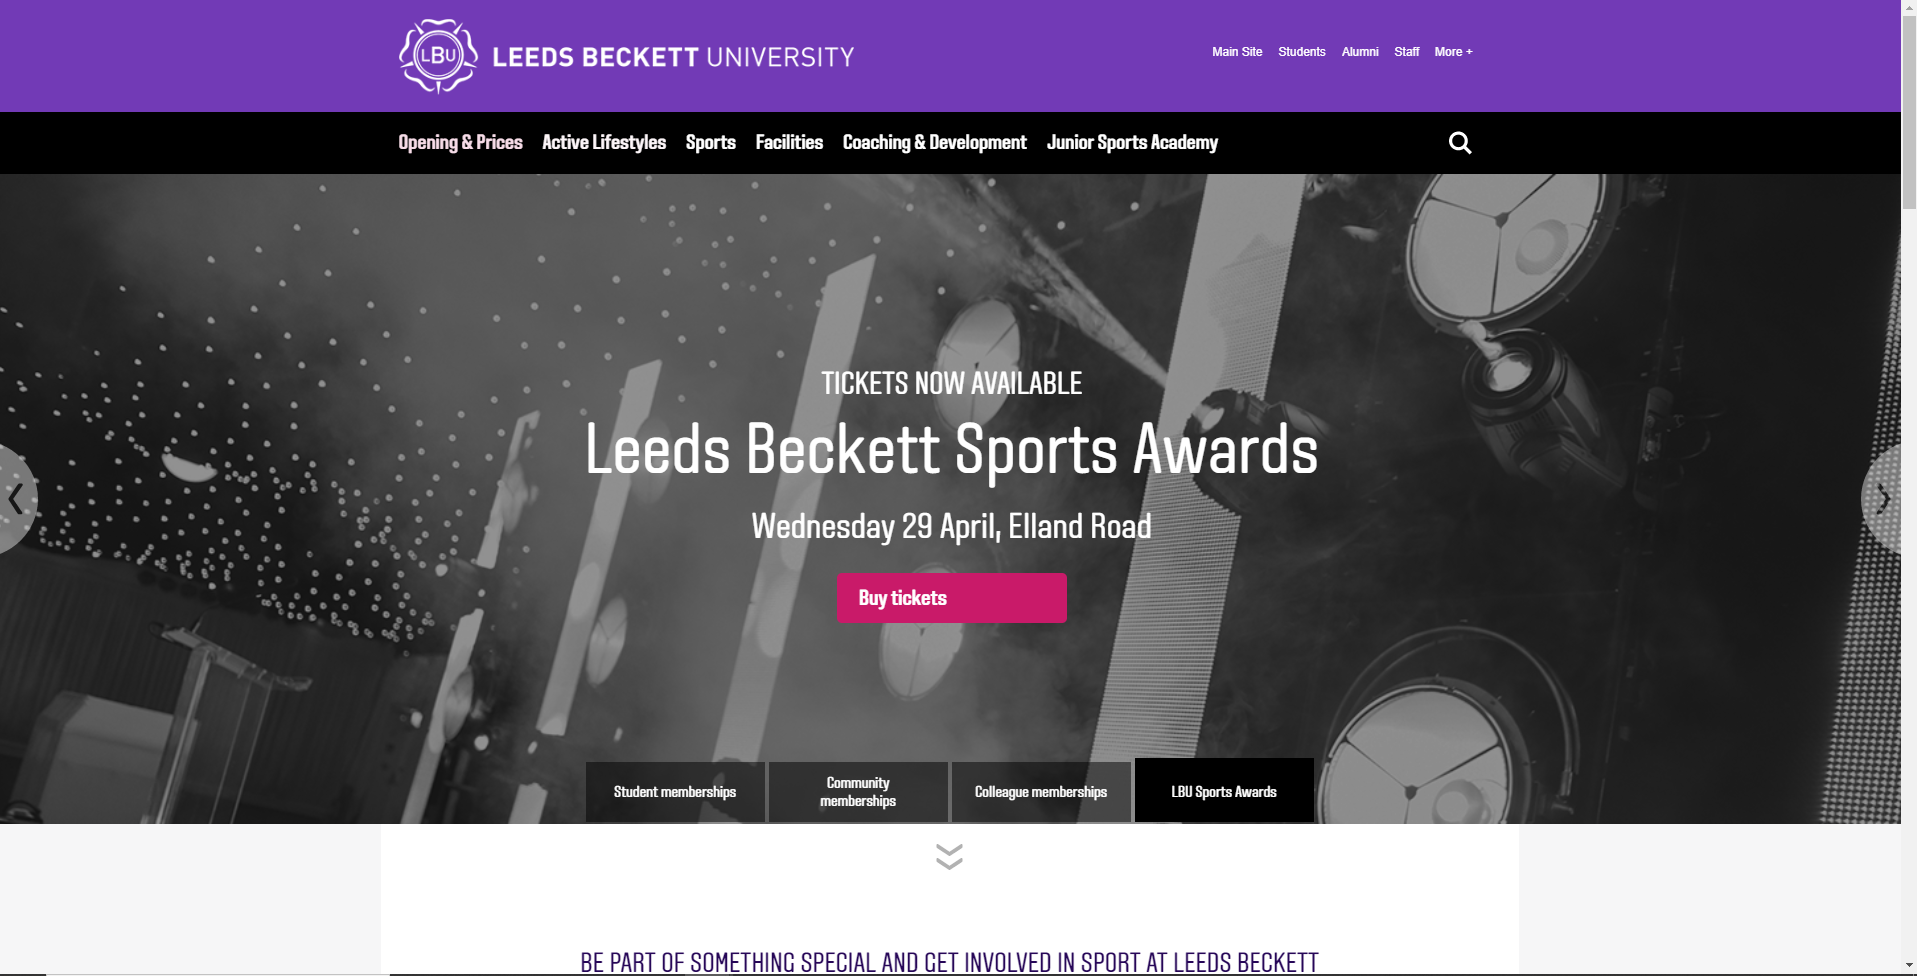 LBU
LEEDS BECKETT UNIVERSITY
Main Site Students Alumni Staff More +
Opening & Prices Active Lifestyles Sports Facilities Coaching & Development Junior Sports Academy
TICKETS NOW AVAILABLE
Leeds Beckett Sports Awards
Wednesday 29 April, Elland Road
Buy tickets
Student memberships
Community
memberships
Colleague memberships
LBU Sports Awards
BE PART OF SOMETHING SPECIAL AND GET INVOLVED IN SPORT AT LEEDS BECKETT